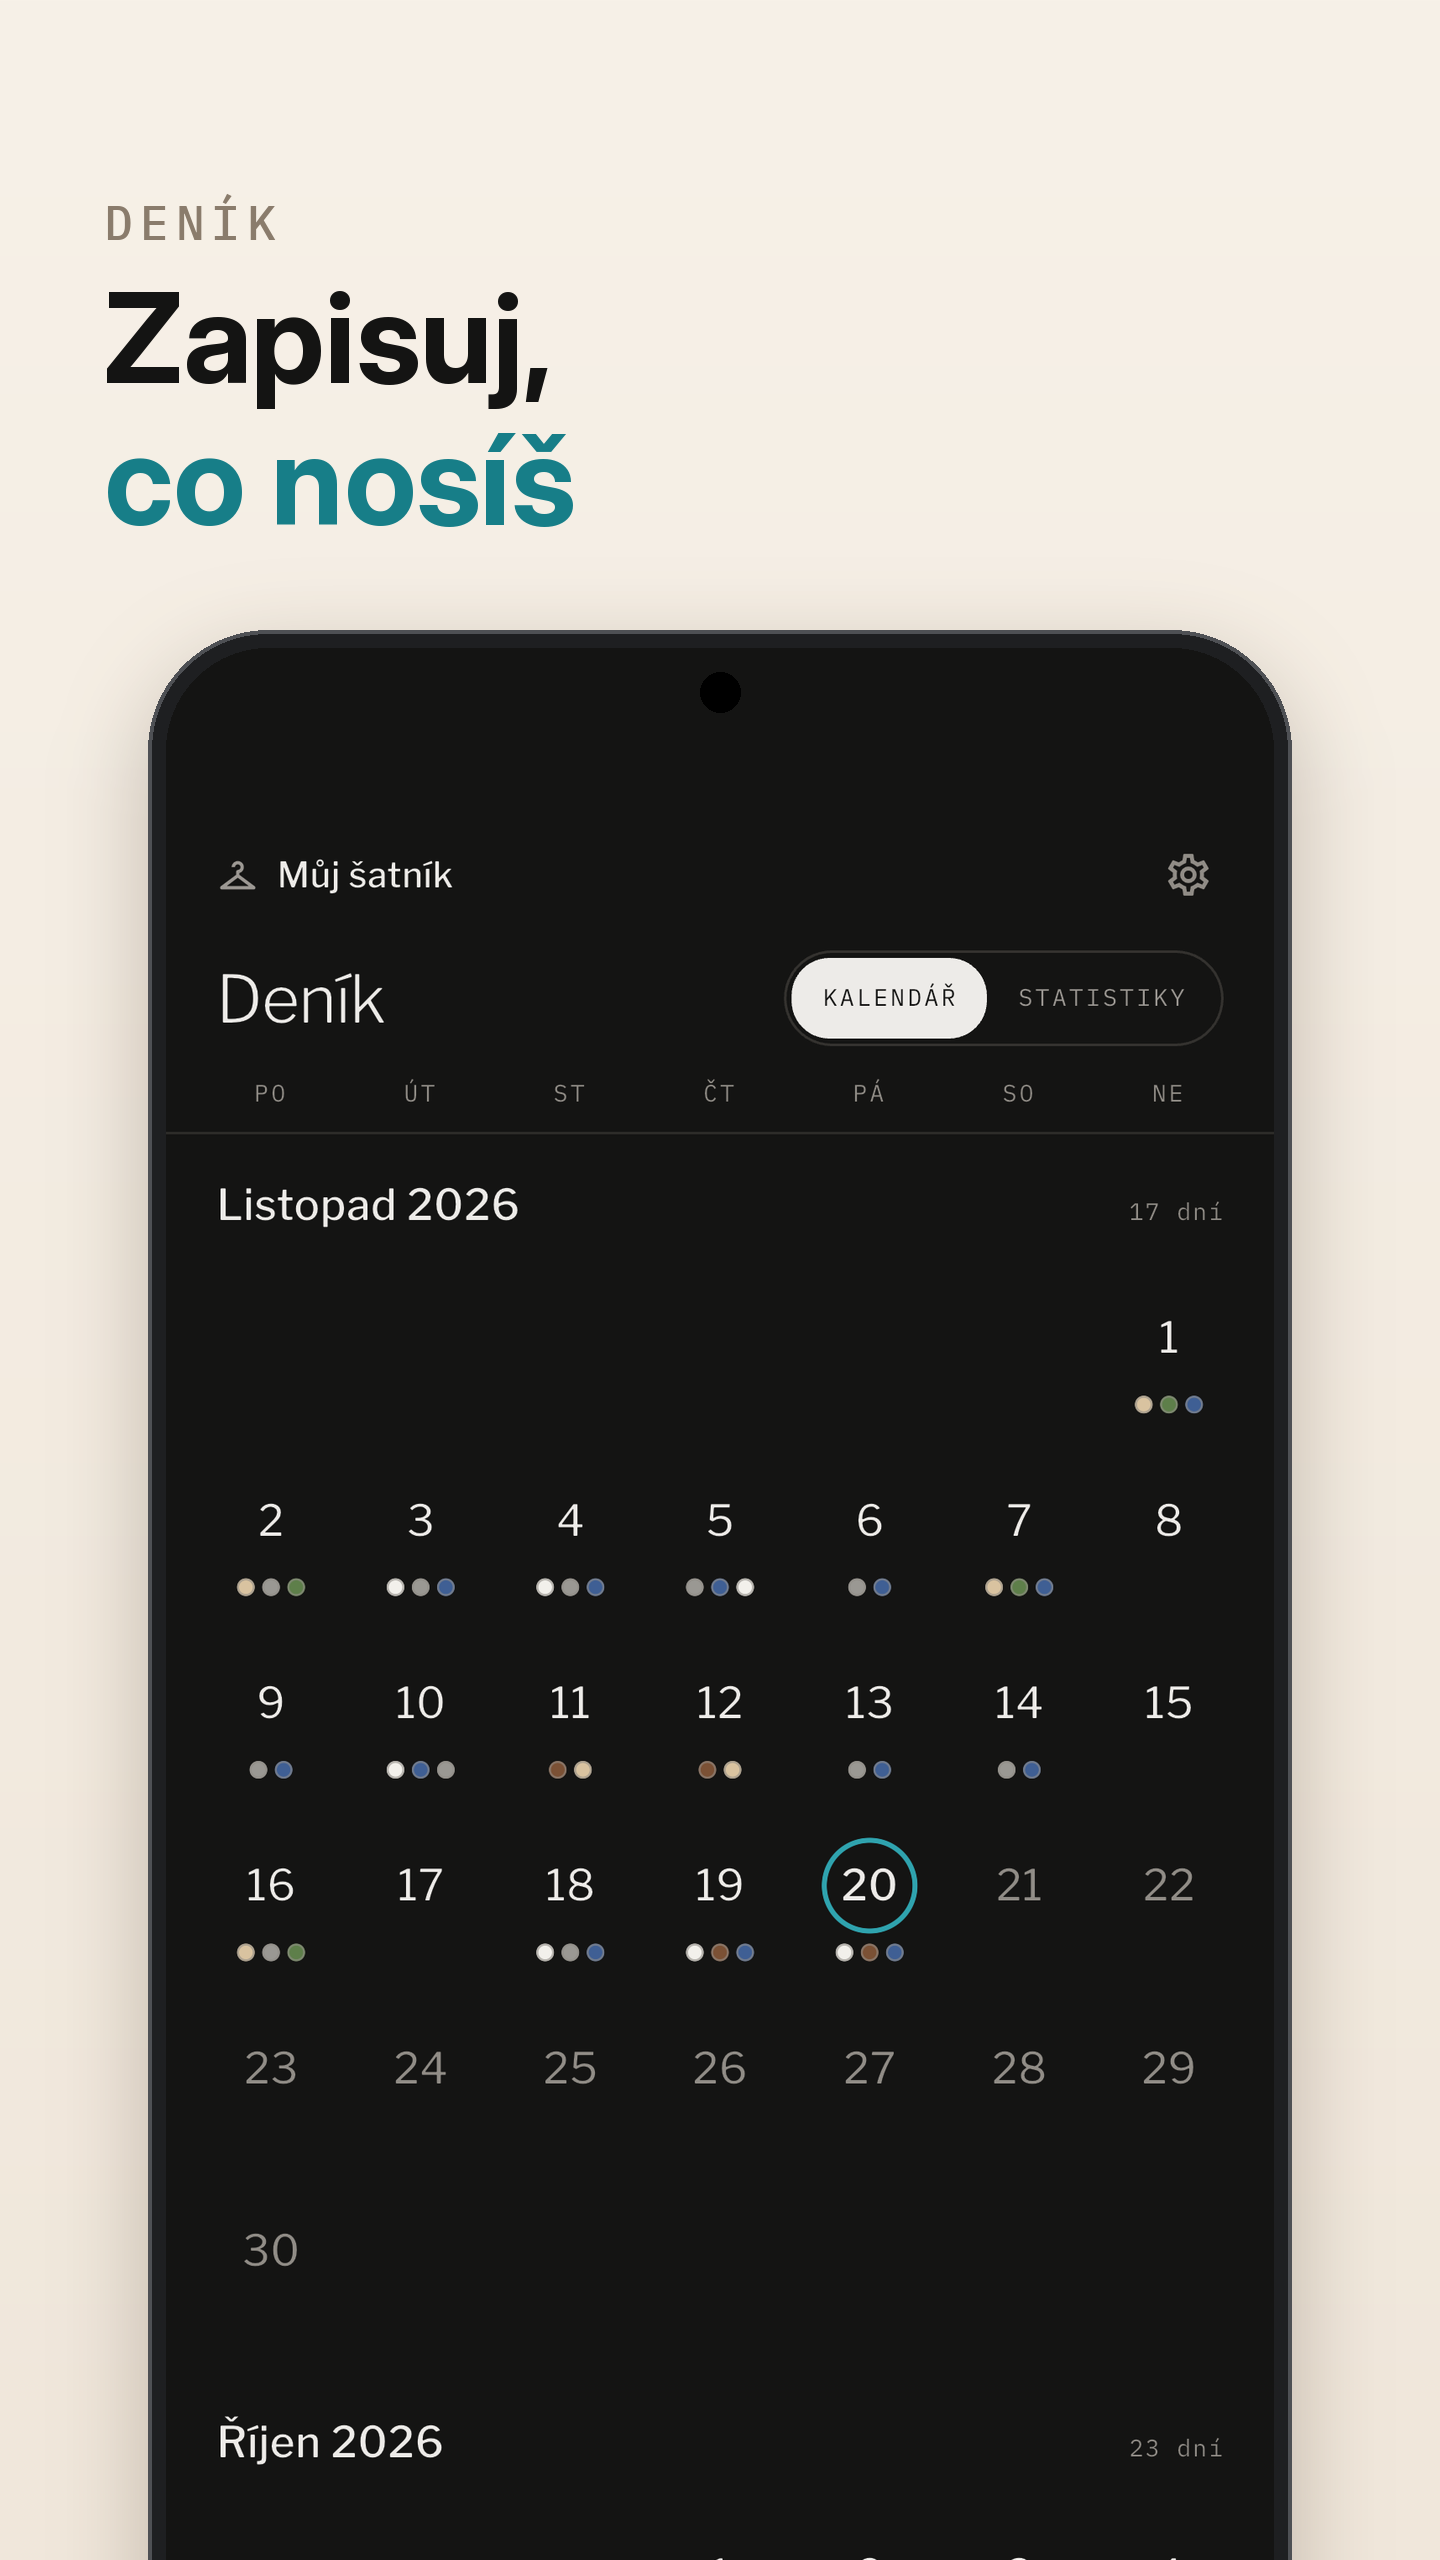 DENÍK
Zapisuj,
co nosíš
Můj šatník
Deník
KALENDÁŘ STATISTIKY
PO ÚT ST ČT PÁ SO NE
Listopad 2026 17 dní
1
2 3 4 5 6 7 8
9 10 11 12 13 14 15
16 17 18 19 20 21 22
23 24 25 26 27 28 29
30
Říjen 2026 23 dní